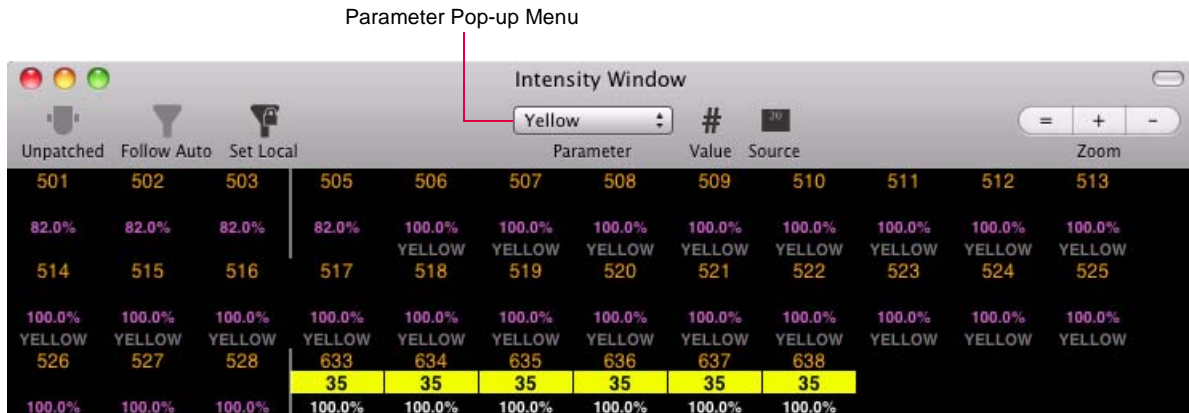 Parameter Pop-up Menu
Intensity Window
Yellow # = + -
Unpatched Follow Auto Set Local Parameter Value Source Zoom
501 502 503 505 506 507 508 509 510 511 512 513
82.0% 82.0% 82.0% 82.0% 100.0% 100.0% 100.0% 100.0% 100.0% 100.0% 100.0% 100.0%
YELLOW YELLOW YELLOW YELLOW YELLOW YELLOW YELLOW YELLOW
514 515 516 517 518 519 520 521 522 523 524 525
100.0% 100.0% 100.0% 100.0% 100.0% 100.0% 100.0% 100.0% 100.0% 100.0% 100.0% 100.0%
YELLOW YELLOW YELLOW YELLOW YELLOW YELLOW YELLOW YELLOW YELLOW YELLOW YELLOW YELLOW
526 527 528 633 634 635 636 637 638
35 35 35 35 35 35
100.0% 100.0% 100.0% 100.0% 100.0% 100.0% 100.0% 100.0% 100.0%